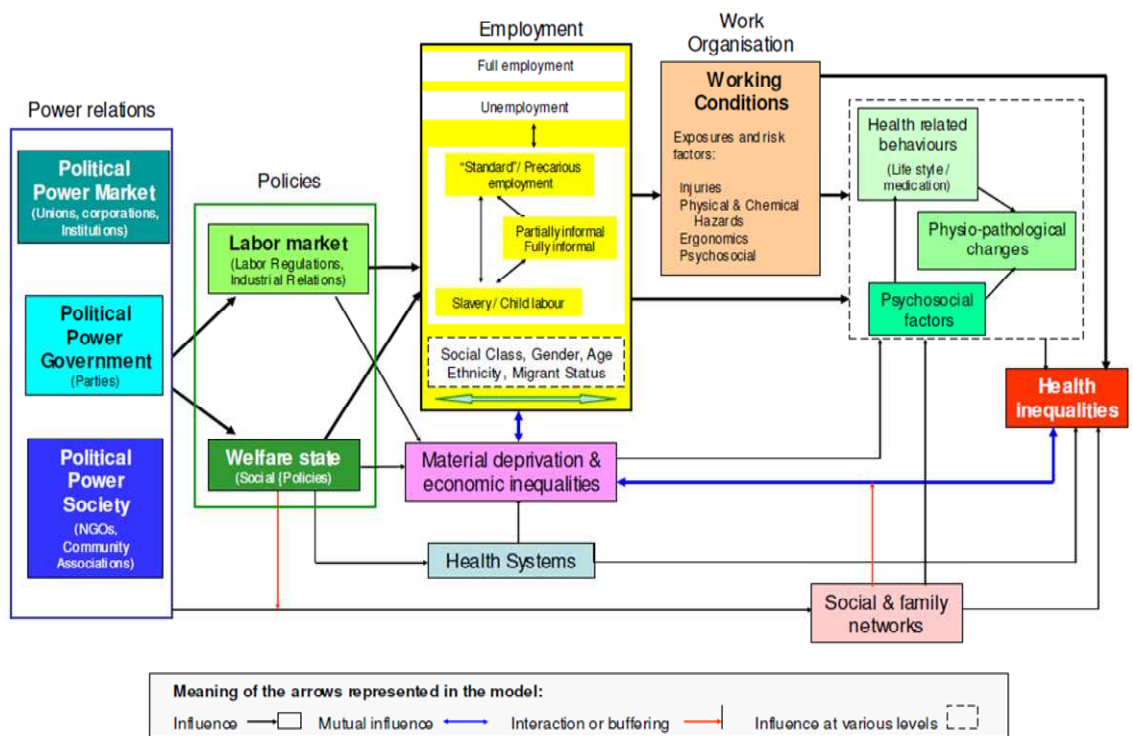 Power relations
Political
Power Market
(Unions, corporations,
Institutions)
Political
Power
Government
(Parties)
Political
Power
Society
(NGOs,
Community
Associations)
Policies
Labor market
(Labor Regulations,
Industrial Relations)
Welfare state
(Social {Policies)
Employment
Full employment
Unemployment
"Standard"/ Precarious
employment
Partially informal
Fully informal
Slavery / Child labour
Social Class, Gender, Age
Ethnicity, Migrant Status
Material deprivation &
economic inequalities
Health Systems
Work
Organisation
Working
Conditions
Exposures and risk
factors:
Injuries
Physical & Chemical
Hazards
Ergonomics
Psychosocial
Health related
behaviours
(Life style /
medication)
Physio-pathological
changes
Psychosocial
factors
Health
inequalities
Social & family
networks
Meaning of the arrows represented in the model:
Influence Mutual influence Interaction or buffering Influence at various levels